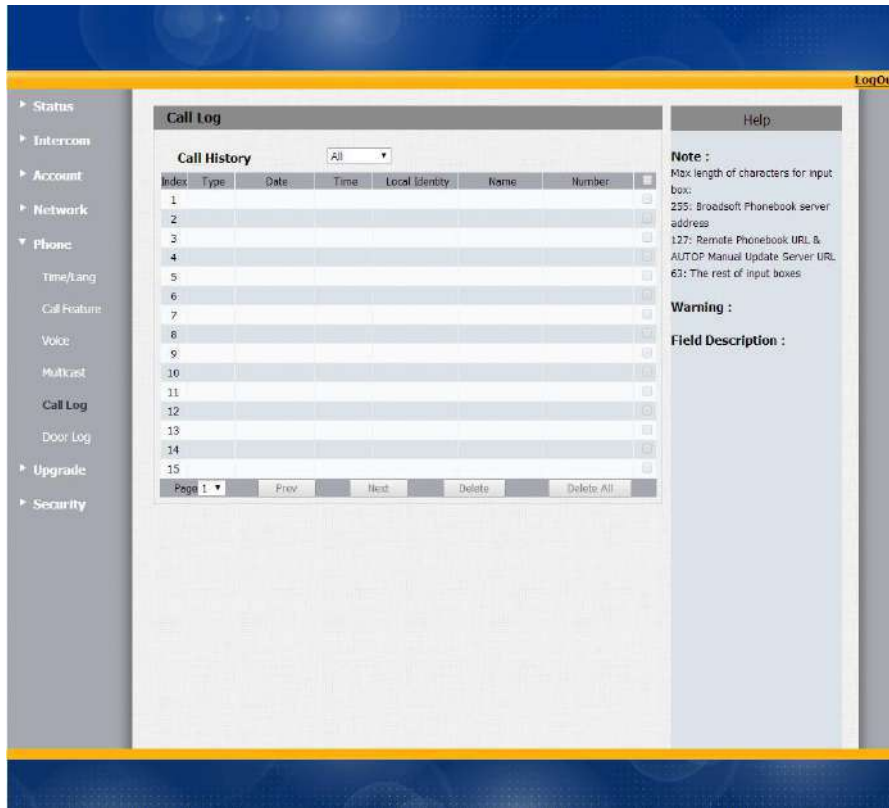 LogOu
Status
Intercom
Account
Network
Phone
Time/Lang
Call Feature
Voice
Multicast
Call Log
Door Log
Upgrade
Security
Call Log
Call History All
Index Type Date Time Local Identity Name Number
1
2
3
4
5
6
7
8
9
10
11
12
13
14
15
Page 1 Prev Next Delete Delete All
Help
Note :
Max length of characters for input
box:
255: Broadsoft Phonebook server
address
127: Remote Phonebook URL &
AUTOP Manual Update Server URL
63: The rest of input boxes
Warning :
Field Description :